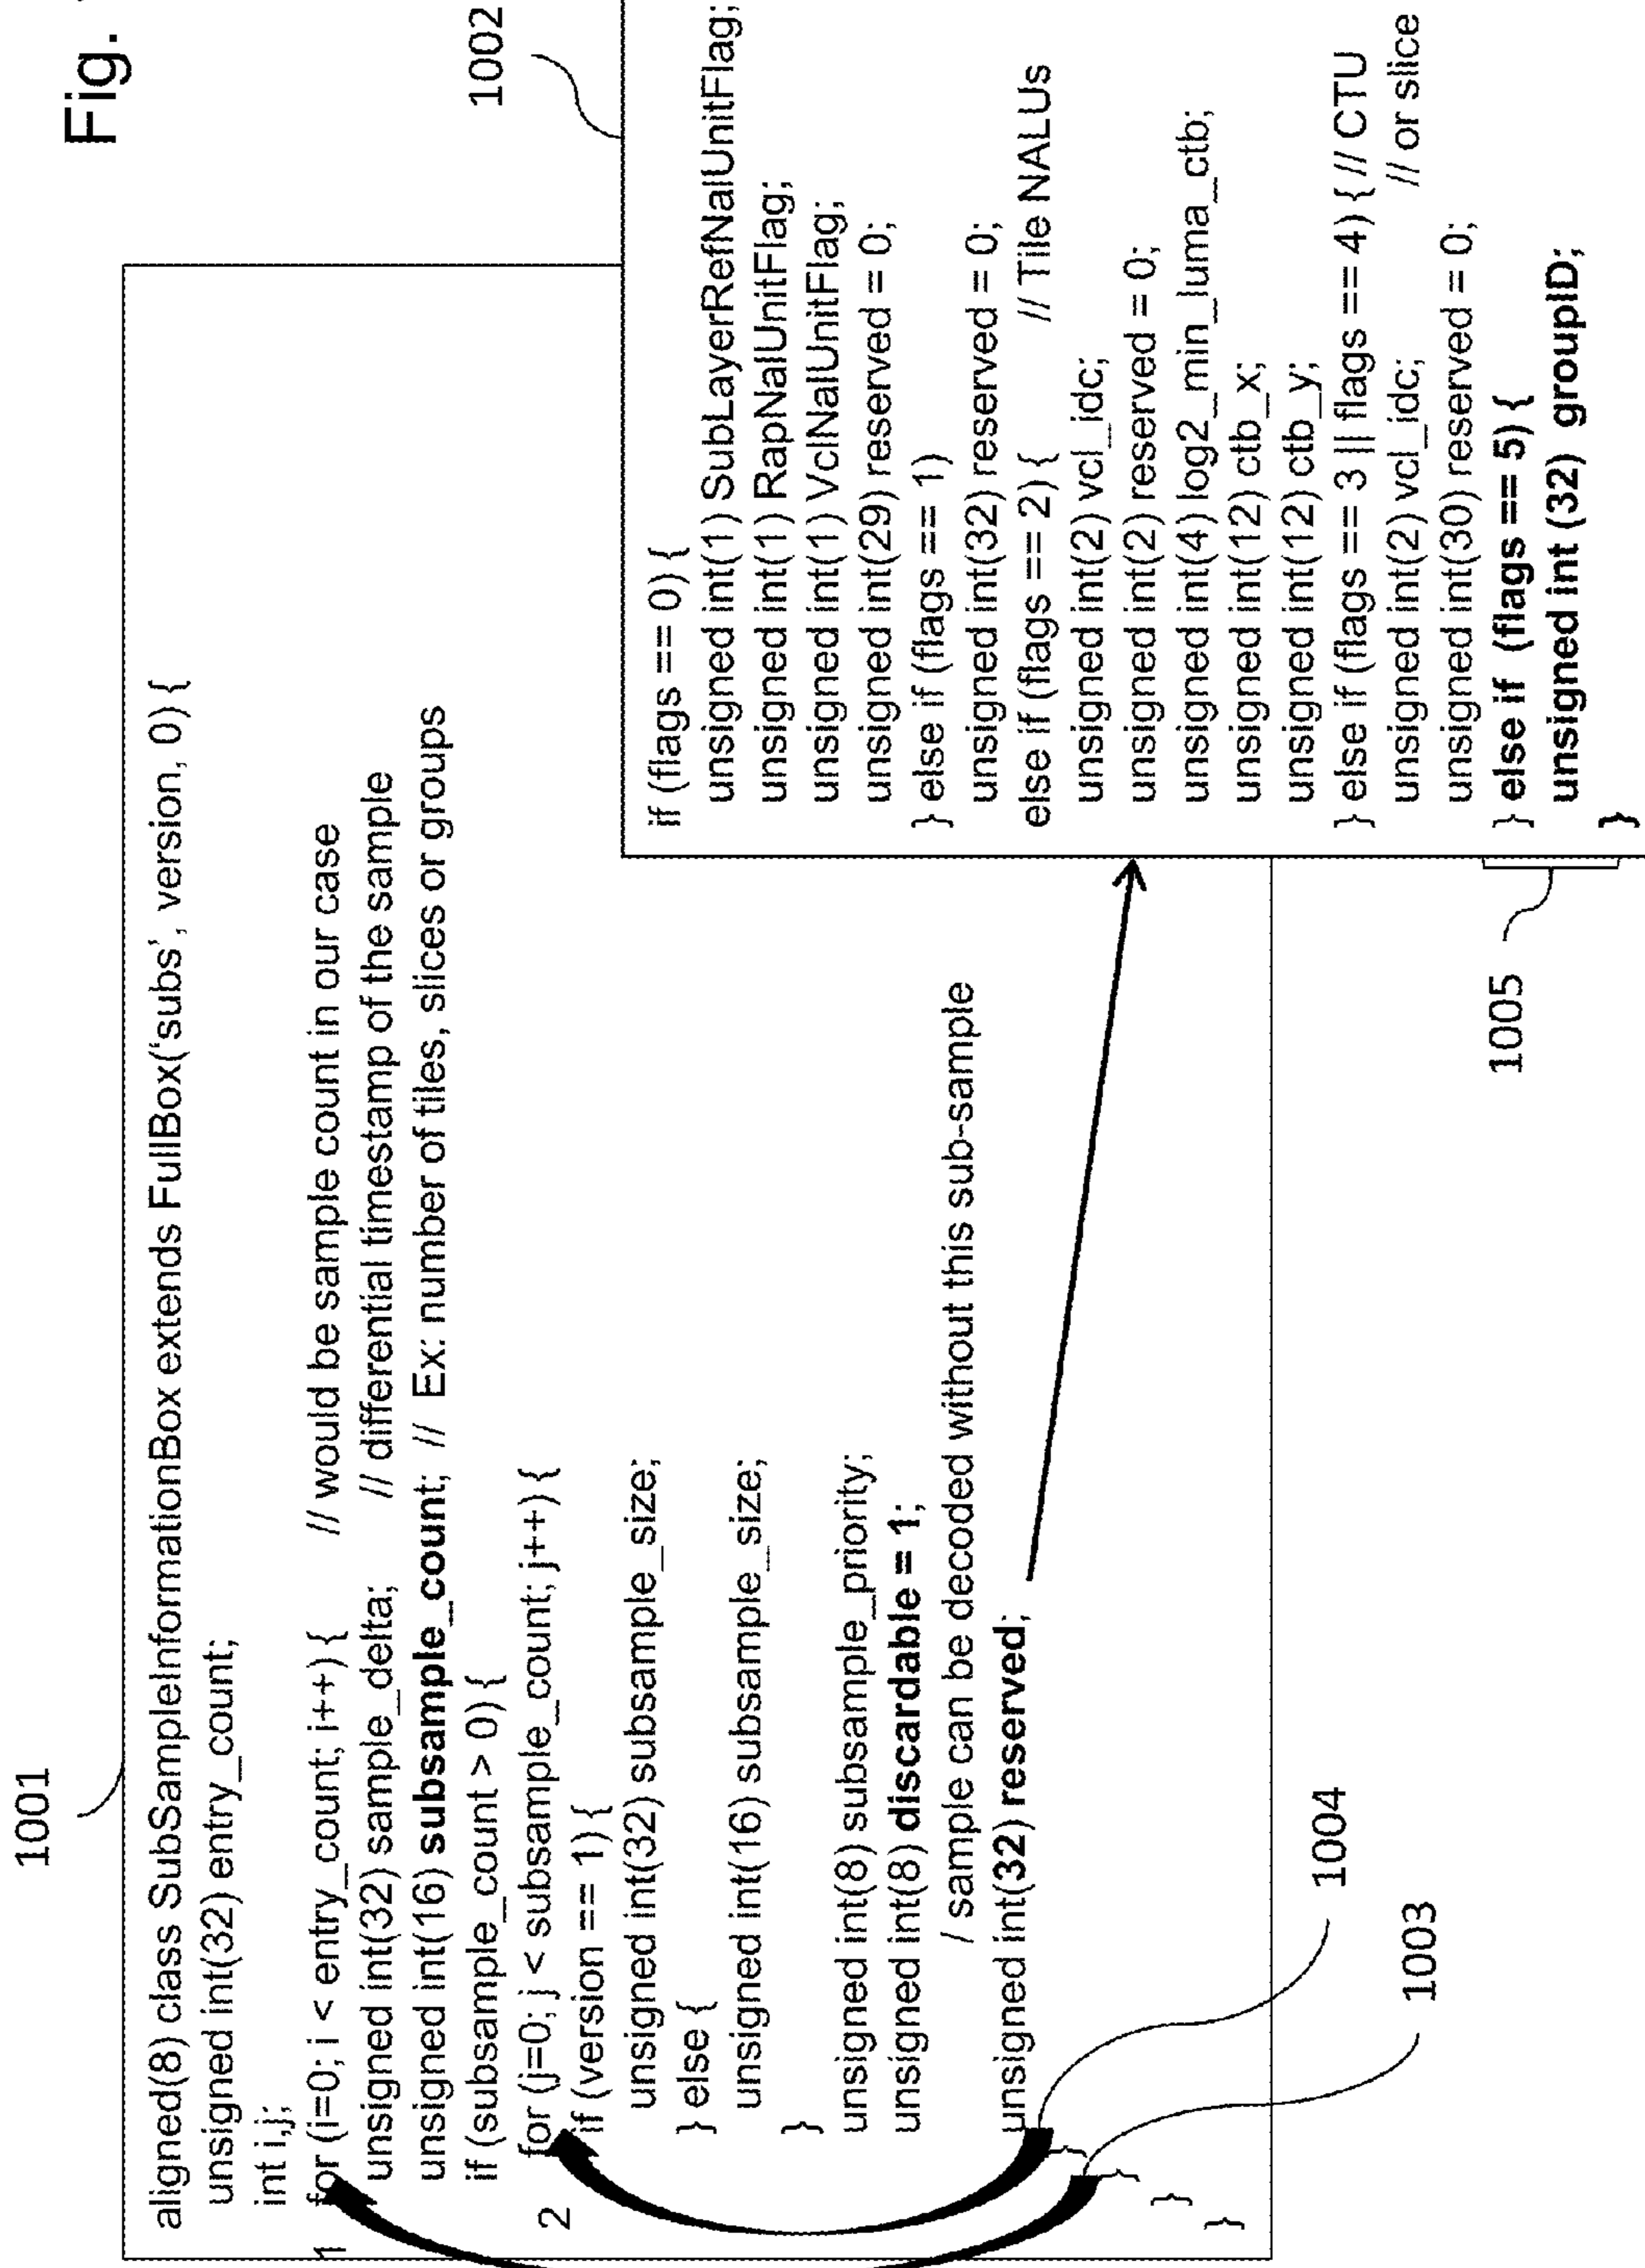 Fig.
1001
aligned(8) class SubSampleInformationBox extends FullBox('subs', version, 0) {
unsigned int(32) entry_count;
int i,j;
1 for (i=0; i < entry_count; i++) { // would be sample count in our case
unsigned int(32) sample_delta; // differential timestamp of the sample
unsigned int(16) subsample_count; // Ex: number of tiles, slices or groups
if (subsample_count > 0) {
2 for (j=0; j < subsample_count; j++) {
if (version == 1) {
unsigned int(32) subsample_size;
} else {
unsigned int(16) subsample_size;
}
unsigned int(8) subsample_priority;
unsigned int(8) discardable = 1;
/ sample can be decoded without this sub-sample
unsigned int(32) reserved;
}
}
}
}
1004
1003
1002
if (flags == 0) {
unsigned int(1) SubLayerRefNalUnitFlag;
unsigned int(1) RapNalUnitFlag;
unsigned int(1) VclNalUnitFlag;
unsigned int(29) reserved = 0;
} else if (flags == 1)
unsigned int(32) reserved = 0;
else if (flags == 2) { // Tile NALUs
unsigned int(2) vcl_idc;
unsigned int(2) reserved = 0;
unsigned int(4) log2_min_luma_ctb;
unsigned int(12) ctb_x;
unsigned int(12) ctb_y;
} else if (flags == 3 || flags == 4) { // CTU
unsigned int(2) vcl_idc; // or slice
unsigned int(30) reserved = 0;
} else if (flags == 5) {
unsigned int (32) groupID;
}
1005